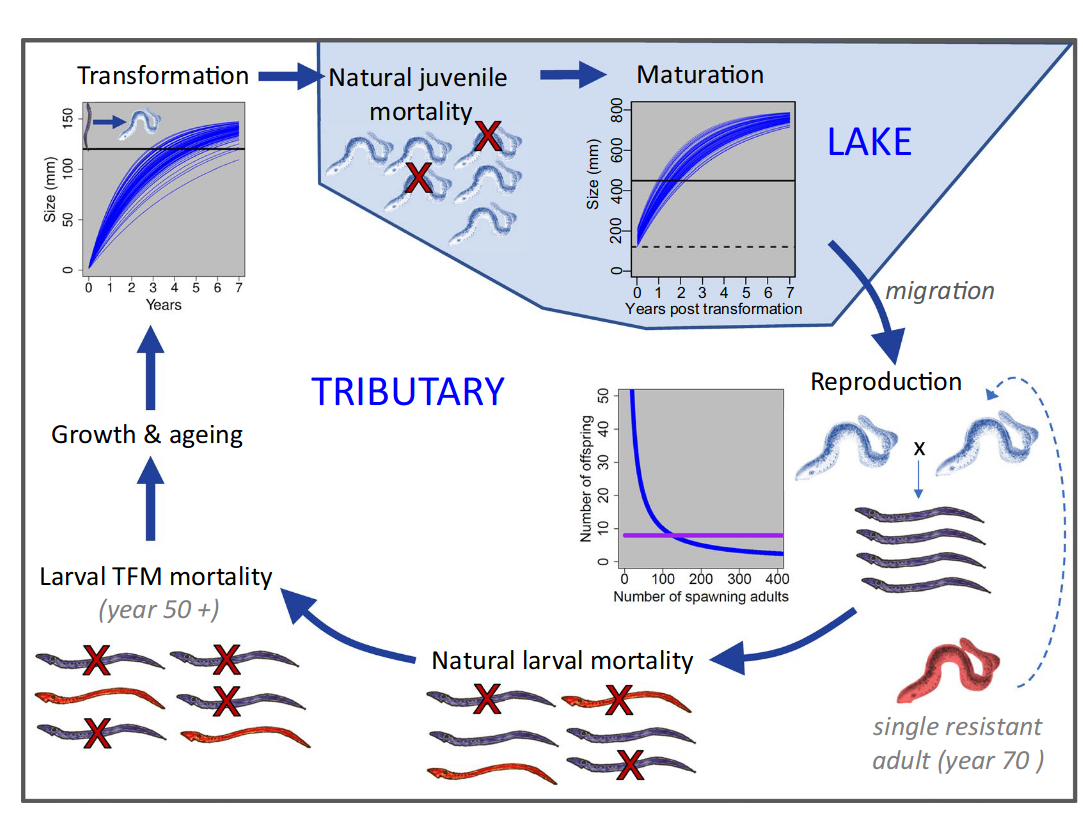 Transformation
Natural juvenile
mortality
Maturation
LAKE
Size (mm)
150
100
50
0
0 1 2 3 4 5 6 7
Years
Size (mm)
800
600
400
200
0
0 1 2 3 4 5 6 7
Years post transformation
migration
TRIBUTARY
Reproduction
x
Number of offspring
50
40
30
20
10
0
0 100 200 300 400
Number of spawning adults
Growth & ageing
Larval TFM mortality
(year 50 +)
X X
X
X
Natural larval mortality
X X
X
X
X
single resistant
adult (year 70 )